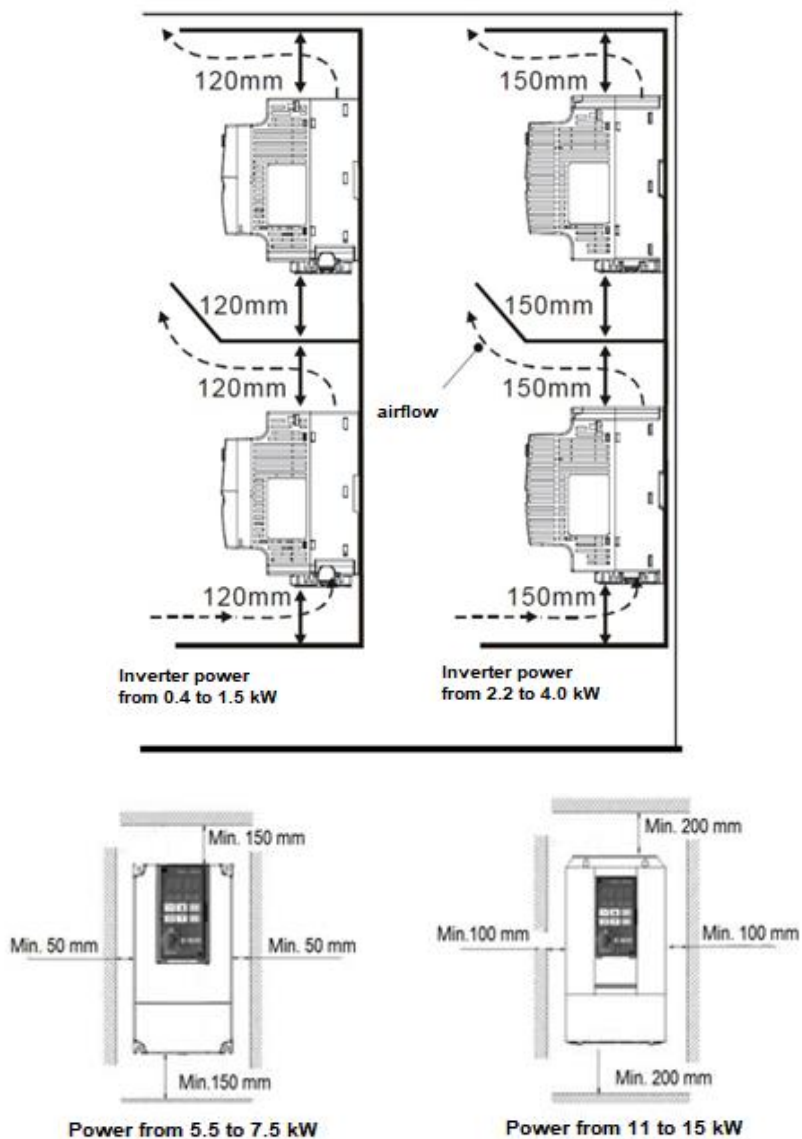 120mm
150mm
120mm
150mm
120mm
150mm
airflow
120mm
150mm
Inverter power
from 0.4 to 1.5 kW
Inverter power
from 2.2 to 4.0 kW
Min. 150 mm
Min. 200 mm
Min. 50 mm
Min. 50 mm
Min.100 mm
Min. 100 mm
Min.150 mm
Min. 200 mm
Power from 5.5 to 7.5 kW
Power from 11 to 15 kW